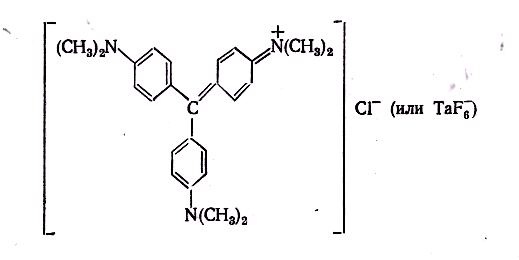 (CH₃)₂N
+
N(CH₃)₂
C
Cl⁻ (или TaF₆⁻)
N(CH₃)₂